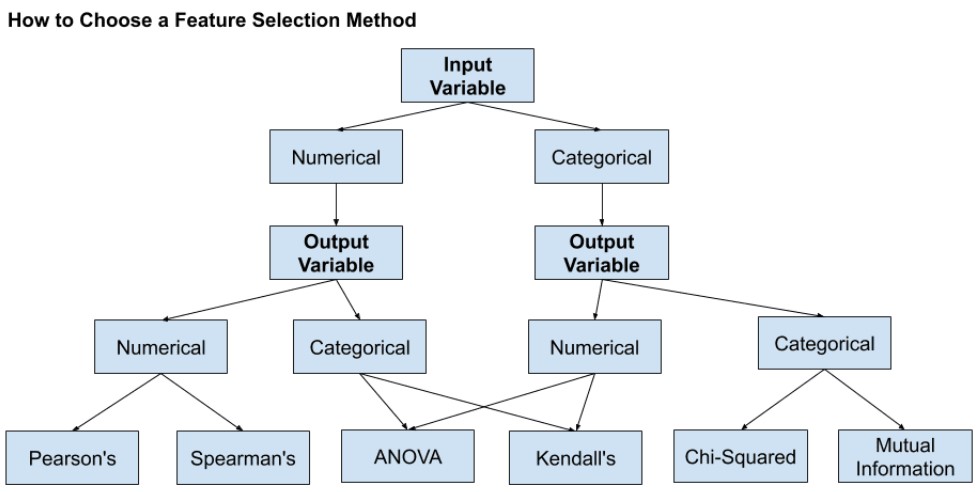 How to Choose a Feature Selection Method
Input
Variable
Numerical
Categorical
Output
Variable
Output
Variable
Numerical
Categorical
Numerical
Categorical
Pearson's
Spearman's
ANOVA
Kendall's
Chi-Squared
Mutual
Information